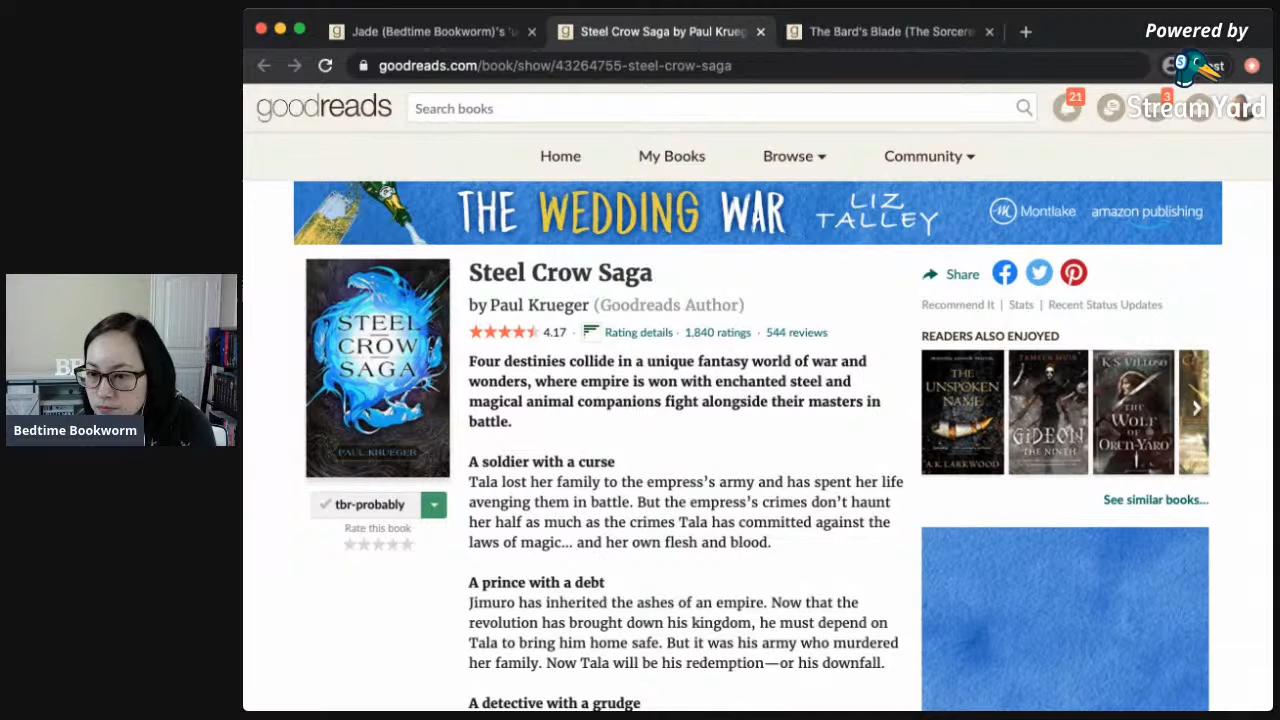 Jade (Bedtime Bookworm)'s 'u
Steel Crow Saga by Paul Krueg
The Bard's Blade (The Sorcere
Powered by
goodreads.com/book/show/43264755-steel-crow-saga
StreamYard
goodreads
Search books
21
3
Home
My Books
Browse
Community
THE WEDDING WAR
LIZ TALLEY
Montlake
amazon publishing
STEEL CROW SAGA
PAUL KRUEGER
tbr-probably
Rate this book
Steel Crow Saga
by Paul Krueger (Goodreads Author)
4.17 · Rating details · 1,840 ratings · 544 reviews
Four destinies collide in a unique fantasy world of war and
wonders, where empire is won with enchanted steel and
magical animal companions fight alongside their masters in
battle.
A soldier with a curse
Tala lost her family to the empress’s army and has spent her life
avenging them in battle. But the empress’s crimes don’t haunt
her half as much as the crimes Tala has committed against the
laws of magic... and her own flesh and blood.
A prince with a debt
Jimuro has inherited the ashes of an empire. Now that the
revolution has brought down his kingdom, he must depend on
Tala to bring him home safe. But it was his army who murdered
her family. Now Tala will be his redemption—or his downfall.
A detective with a grudge
Share
Recommend It | Stats | Recent Status Updates
READERS ALSO ENJOYED
THE UNSPOKEN NAME
A.K. LARKWOOD
TAMSYN MUIR
GIDEON THE NINTH
K.S. VILLOSO
THE WOLF OF OREN-YARO
See similar books…
Bedtime Bookworm